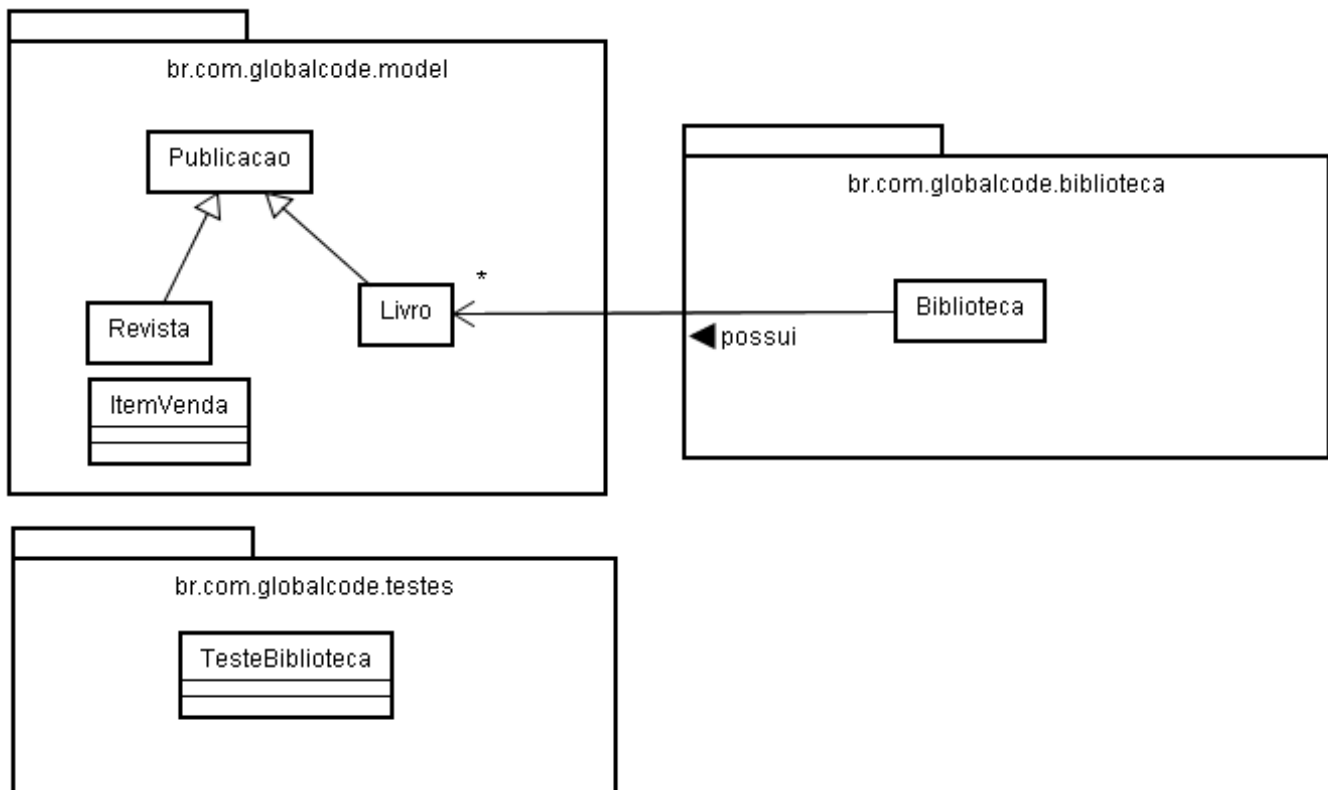 br.com.globalcode.model
Publicacao
Revista
Livro
ItemVenda
*
possui
br.com.globalcode.biblioteca
Biblioteca
br.com.globalcode.testes
TesteBiblioteca